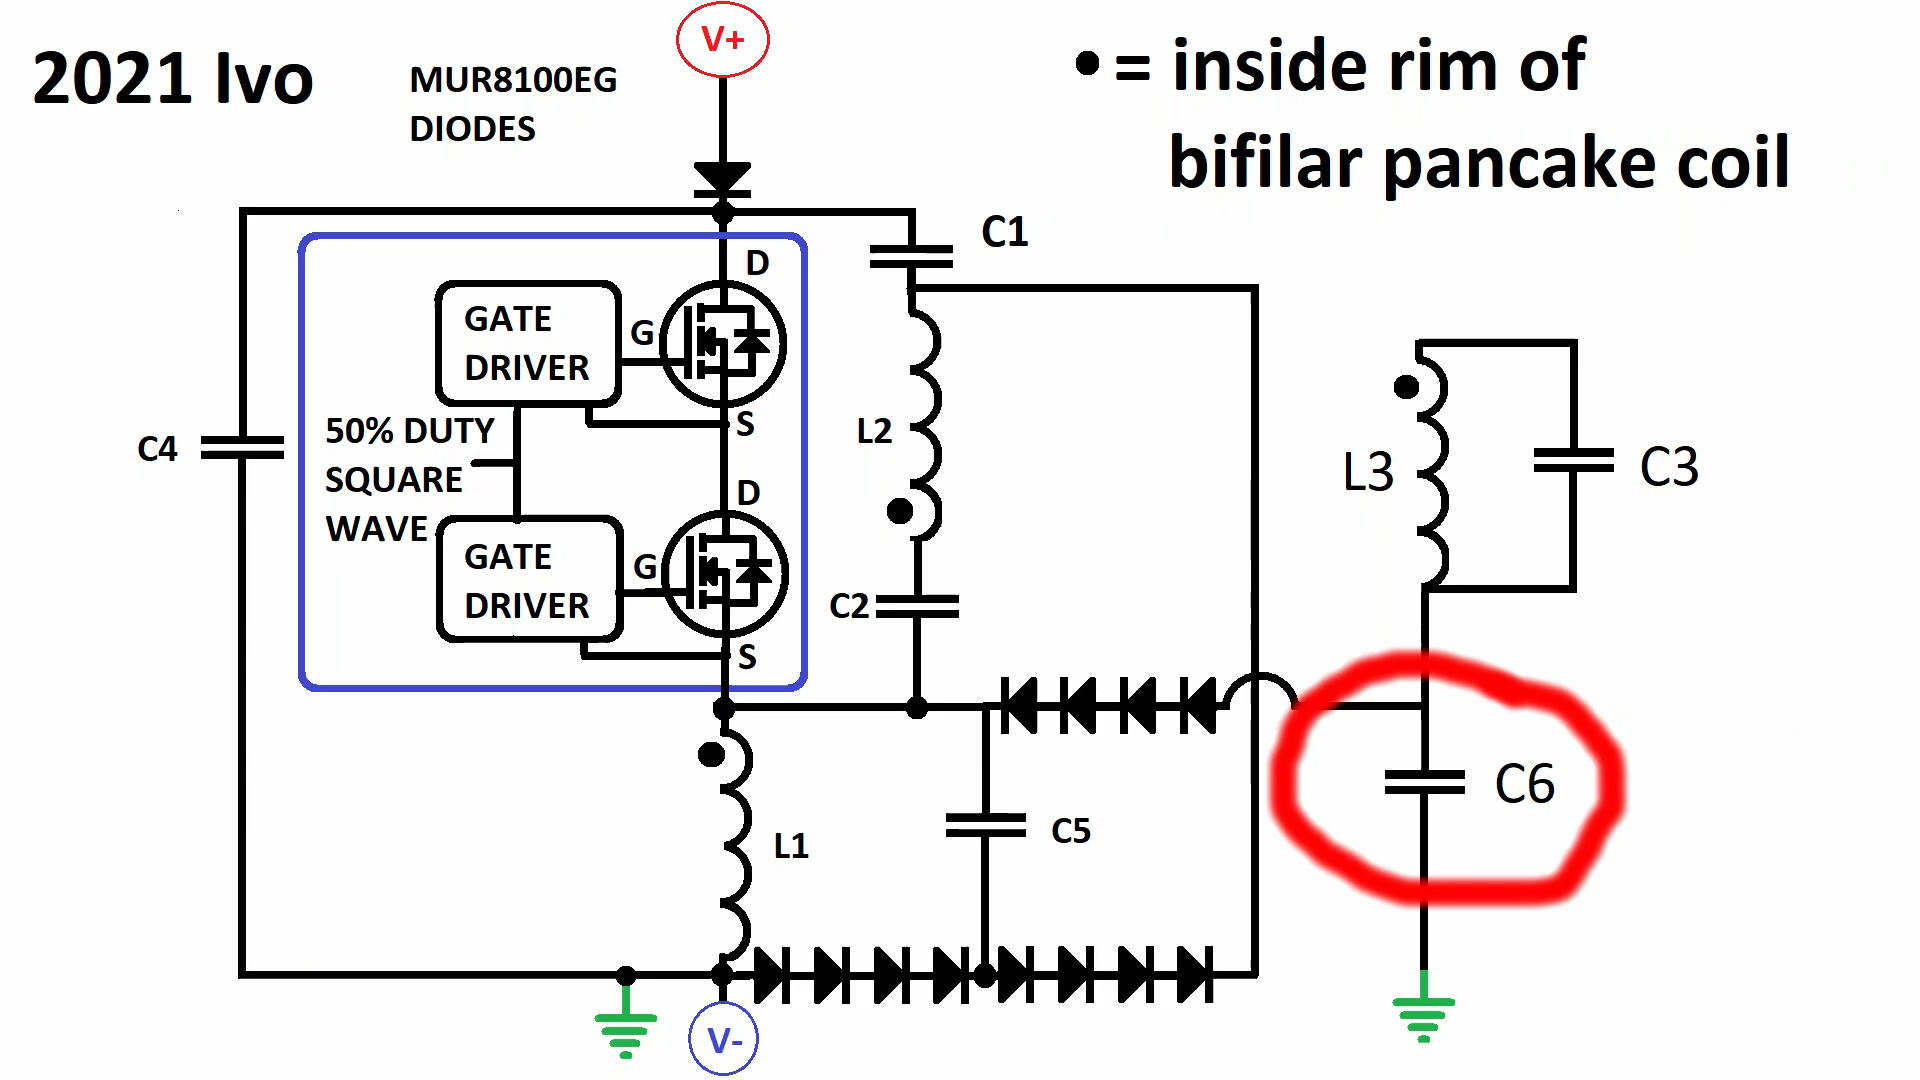 2021 Ivo
MUR8100EG
DIODES
V+
• = inside rim of
bifilar pancake coil
C1
D
GATE
DRIVER
G
S
50% DUTY
SQUARE
WAVE
C4
L2
L3
C3
D
GATE
DRIVER
G
S
C2
C6
L1
C5
V-